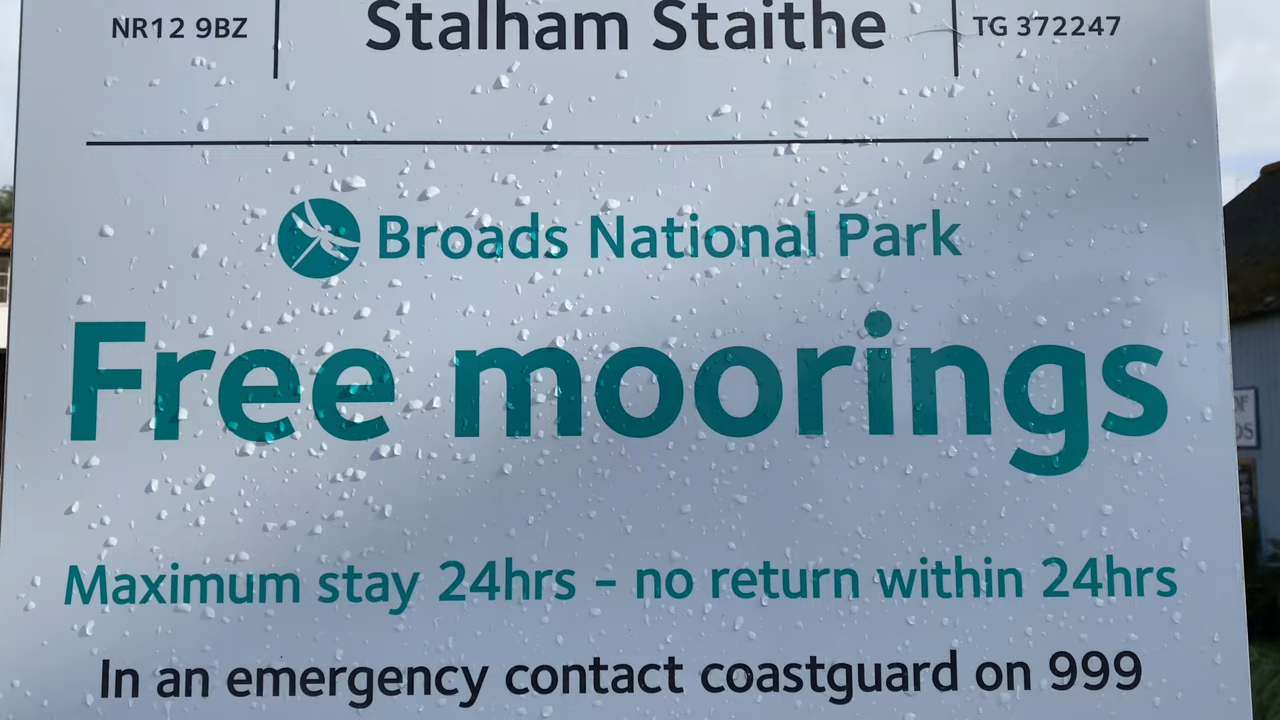 NR12 9BZ
Stalham Staithe
TG 372247
Broads National Park
Free moorings
Maximum stay 24hrs – no return within 24hrs
In an emergency contact coastguard on 999
OF